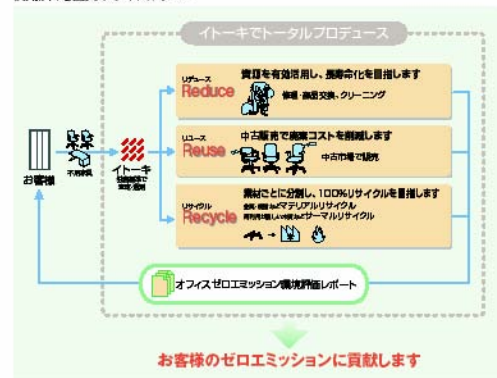 イトーキでトータルプロデュース
リデュース
Reduce
資源を有効活用し、長寿命化を目指します
修理・部品交換、クリーニング
リユース
Reuse
中古販売で廃棄コストを削減します
中古市場で販売
お客様
不用家具
イトーキ
リサイクル
Recycle
素材ごとに分割し、100%リサイクルを目指します
マテリアルリサイクル
サーマルリサイクル
オフィスゼロエミッション環境評価レポート
お客様のゼロエミッションに貢献します